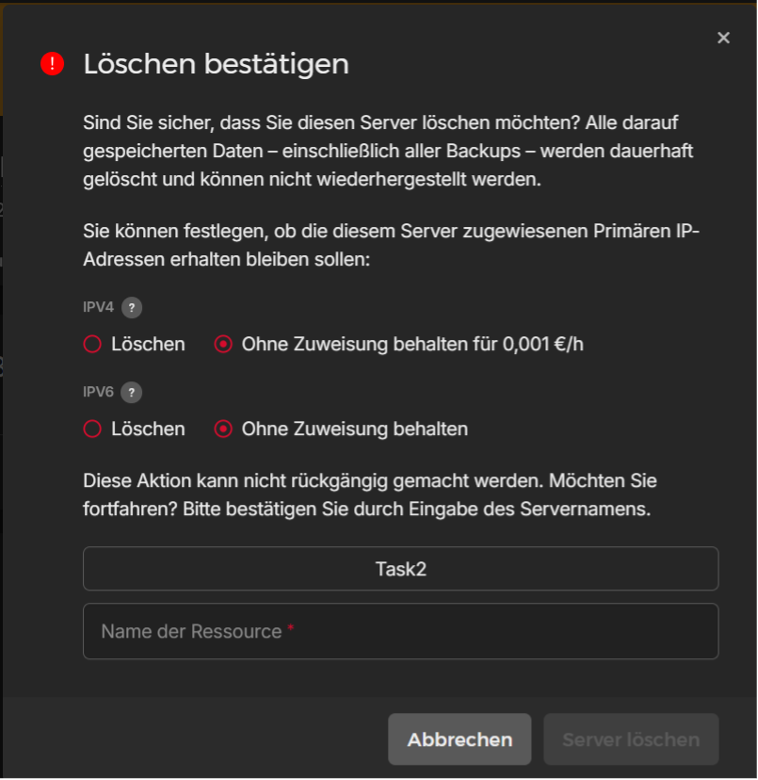 Löschen bestätigen
Sind Sie sicher, dass Sie diesen Server löschen möchten? Alle darauf
gespeicherten Daten – einschließlich aller Backups – werden dauerhaft
gelöscht und können nicht wiederhergestellt werden.
Sie können festlegen, ob die diesem Server zugewiesenen Primären IP-
Adressen erhalten bleiben sollen:
IPV4 ?
Löschen Ohne Zuweisung behalten für 0,001 €/h
IPV6 ?
Löschen Ohne Zuweisung behalten
Diese Aktion kann nicht rückgängig gemacht werden. Möchten Sie
fortfahren? Bitte bestätigen Sie durch Eingabe des Servernamens.
Task2
Name der Ressource *
Abbrechen Server löschen